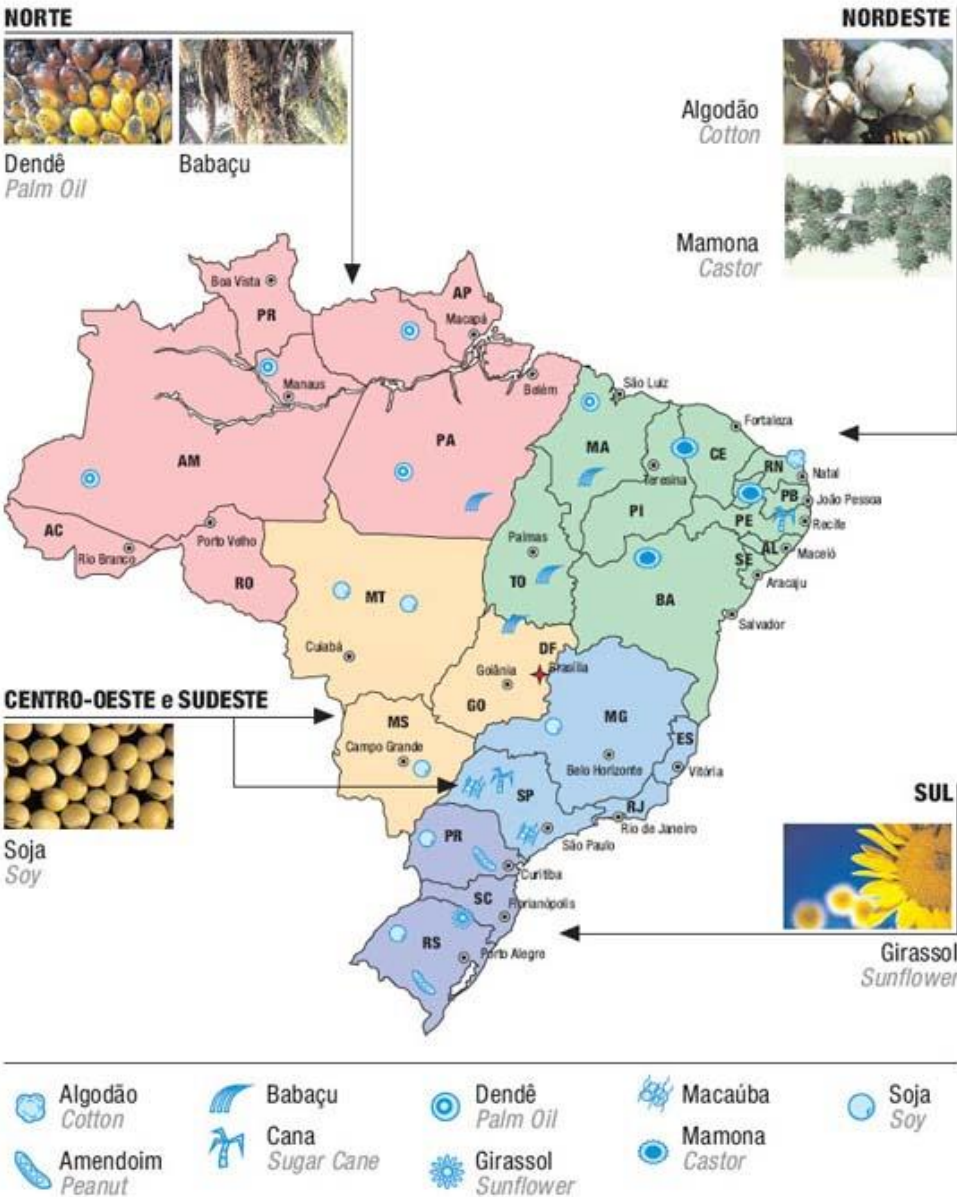 NORTE
Dendê
Palm Oil
Babaçu
NORDESTE
Algodão
Cotton
Mamona
Castor
Boa Vista
PR
AP
Macapá
Manaus
Belém
AM
PA
São Luiz
MA
Teresina
Fortaleza
CE
RN
Natal
PB
João Pessoa
PI
PE
Recife
AL
Maceió
SE
Aracaju
AC
Rio Branco
Porto Velho
RO
Palmas
TO
BA
Salvador
MT
Cuiabá
DF
Brasília
Goiânia
GO
CENTRO-OESTE e SUDESTE
Soja
Soy
MS
Campo Grande
MG
Belo Horizonte
ES
Vitória
SP
São Paulo
RJ
Rio de Janeiro
PR
Curitiba
SC
Florianópolis
RS
Porto Alegre
SUL
Girassol
Sunflower
Algodão
Cotton
Amendoim
Peanut
Babaçu
Cana
Sugar Cane
Dendê
Palm Oil
Girassol
Sunflower
Macaúba
Mamona
Castor
Soja
Soy